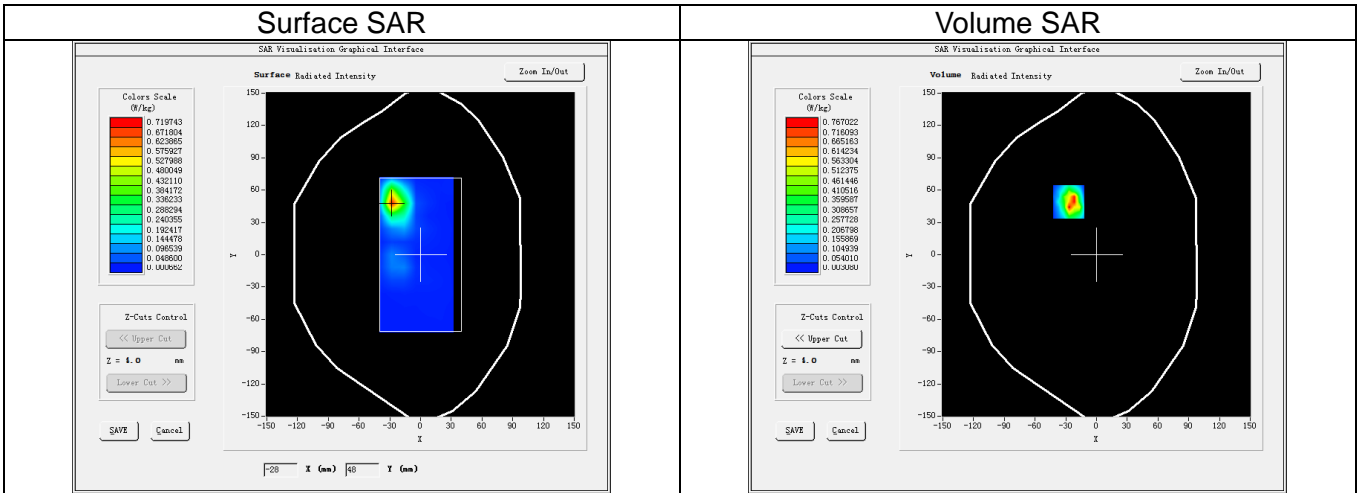 Surface SAR
SAR Visualisation Graphical Interface
Surface Radiated Intensity
Zoom In/Out
Colors Scale
(W/kg)
0.719743
0.671804
0.623865
0.575927
0.527988
0.480049
0.432110
0.384172
0.336233
0.288294
0.240355
0.192417
0.144478
0.096539
0.048600
0.000662
Z-Cuts Control
<< Upper Cut
Z = 4.0 mm
Lower Cut >>
SAVE Cancel
150
120
90
60
30
Y 0
-30
-60
-90
-120
-150
-150 -120 -90 -60 -30 0 30 60 90 120 150
X
-28 X (mm) 48 Y (mm)
Volume SAR
SAR Visualisation Graphical Interface
Volume Radiated Intensity
Zoom In/Out
Colors Scale
(W/kg)
0.767022
0.716093
0.665163
0.614234
0.563304
0.512375
0.461446
0.410516
0.359587
0.308657
0.257728
0.206798
0.155869
0.104939
0.054010
0.003080
Z-Cuts Control
<< Upper Cut
Z = 4.0 mm
Lower Cut >>
SAVE Cancel
150
120
90
60
30
Y 0
-30
-60
-90
-120
-150
-150 -120 -90 -60 -30 0 30 60 90 120 150
X